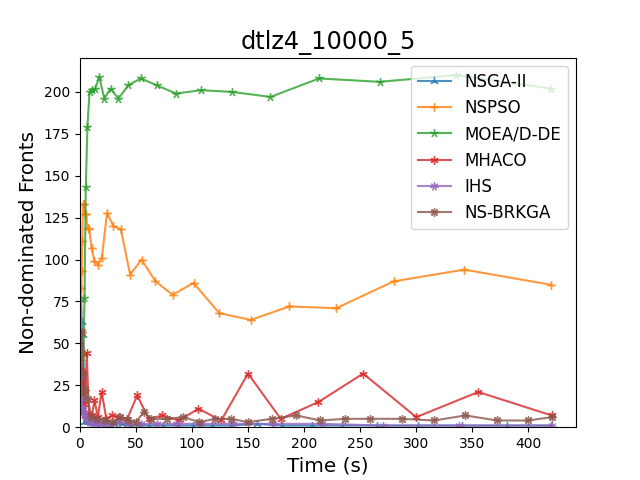 dtlz4_10000_5
Non-dominated Fronts
200
175
150
125
100
75
50
25
0
0 50 100 150 200 250 300 350 400
Time (s)
NSGA-II
NSPSO
MOEA/D-DE
MHACO
IHS
NS-BRKGA